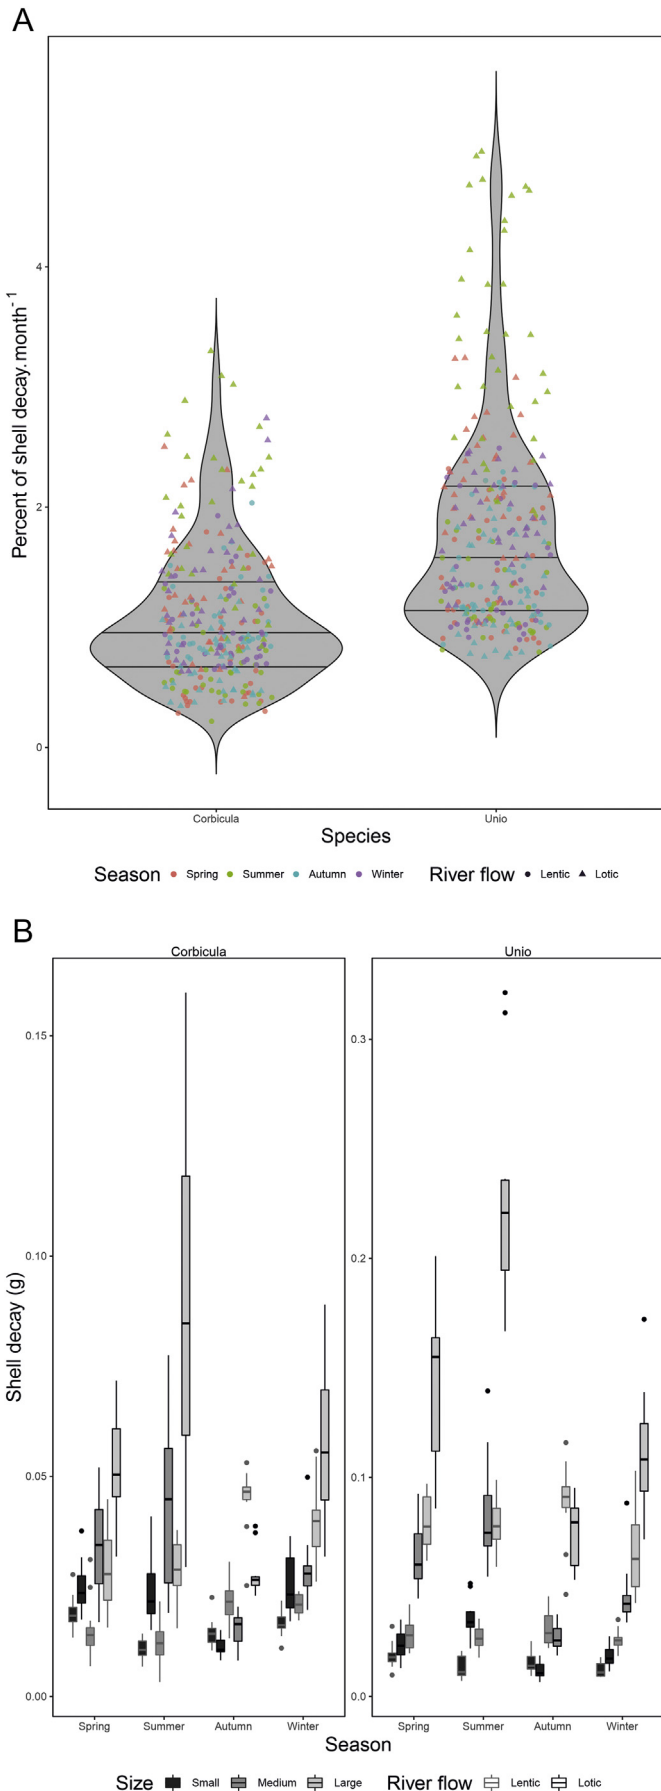 A
Percent of shell decay.month⁻¹
4
2
0
Corbicula Unio
Species
Season Spring Summer Autumn Winter River flow Lentic Lotic
B
Corbicula Unio
Shell decay (g)
0.15
0.10
0.05
0.00
0.3
0.2
0.1
0.0
Spring Summer Autumn Winter Spring Summer Autumn Winter
Season
Size Small Medium Large River flow Lentic Lotic